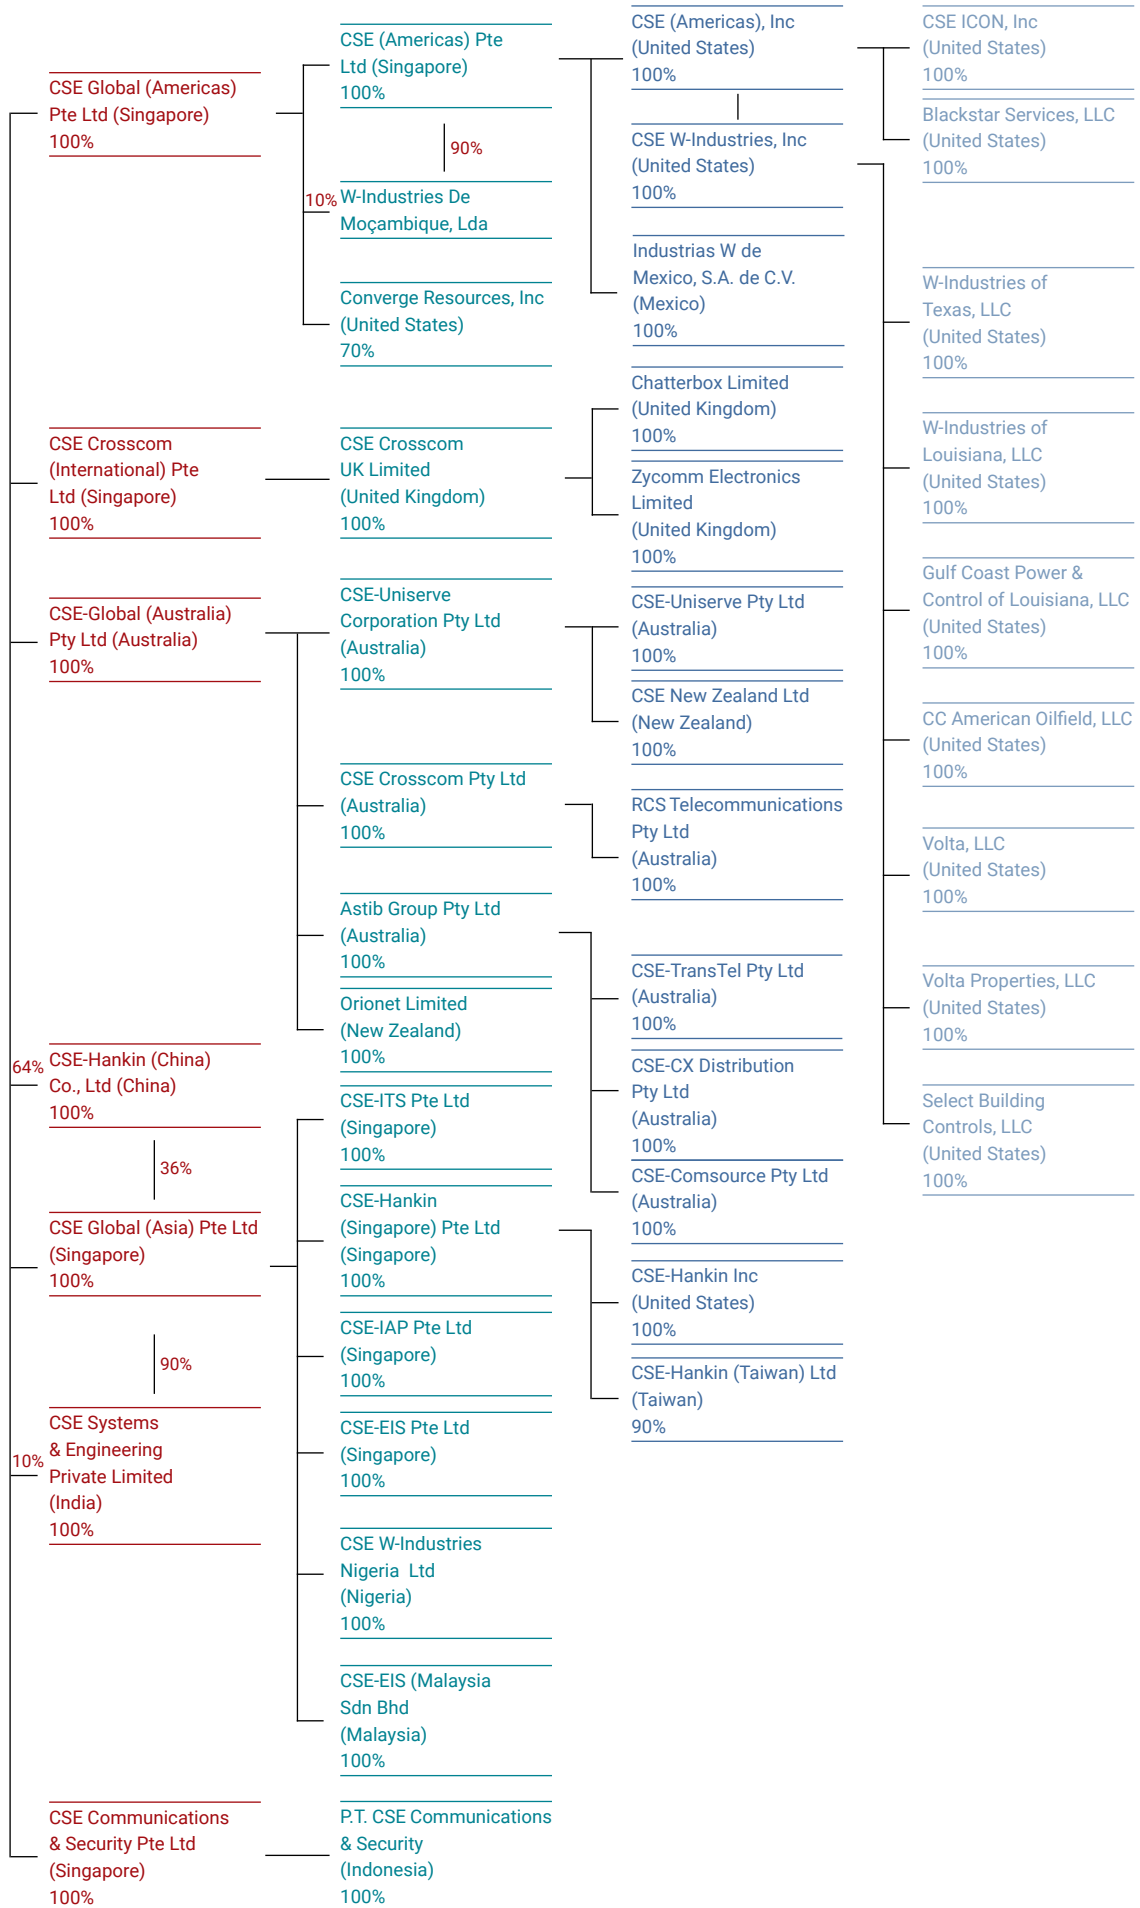 CSE Global (Americas)
Pte Ltd (Singapore)
100%
CSE Crosscom
(International) Pte
Ltd (Singapore)
100%
CSE-Global (Australia)
Pty Ltd (Australia)
100%
64%
CSE-Hankin (China)
Co., Ltd (China)
100%
36%
CSE Global (Asia) Pte Ltd
(Singapore)
100%
90%
10%
CSE Systems
& Engineering
Private Limited
(India)
100%
CSE Communications
& Security Pte Ltd
(Singapore)
100%
CSE (Americas) Pte
Ltd (Singapore)
100%
90%
10%
W-Industries De
Moçambique, Lda
Converge Resources, Inc
(United States)
70%
CSE Crosscom
UK Limited
(United Kingdom)
100%
CSE-Uniserve
Corporation Pty Ltd
(Australia)
100%
CSE Crosscom Pty Ltd
(Australia)
100%
Astib Group Pty Ltd
(Australia)
100%
Orionet Limited
(New Zealand)
100%
CSE-ITS Pte Ltd
(Singapore)
100%
CSE-Hankin
(Singapore) Pte Ltd
(Singapore)
100%
CSE-IAP Pte Ltd
(Singapore)
100%
CSE-EIS Pte Ltd
(Singapore)
100%
CSE W-Industries
Nigeria Ltd
(Nigeria)
100%
CSE-EIS (Malaysia
Sdn Bhd
(Malaysia)
100%
P.T. CSE Communications
& Security
(Indonesia)
100%
CSE (Americas), Inc
(United States)
100%
CSE W-Industries, Inc
(United States)
100%
Industrias W de
Mexico, S.A. de C.V.
(Mexico)
100%
Chatterbox Limited
(United Kingdom)
100%
Zycomm Electronics
Limited
(United Kingdom)
100%
CSE-Uniserve Pty Ltd
(Australia)
100%
CSE New Zealand Ltd
(New Zealand)
100%
RCS Telecommunications
Pty Ltd
(Australia)
100%
CSE-TransTel Pty Ltd
(Australia)
100%
CSE-CX Distribution
Pty Ltd
(Australia)
100%
CSE-Comsource Pty Ltd
(Australia)
100%
CSE-Hankin Inc
(United States)
100%
CSE-Hankin (Taiwan) Ltd
(Taiwan)
90%
CSE ICON, Inc
(United States)
100%
Blackstar Services, LLC
(United States)
100%
W-Industries of
Texas, LLC
(United States)
100%
W-Industries of
Louisiana, LLC
(United States)
100%
Gulf Coast Power &
Control of Louisiana, LLC
(United States)
100%
CC American Oilfield, LLC
(United States)
100%
Volta, LLC
(United States)
100%
Volta Properties, LLC
(United States)
100%
Select Building
Controls, LLC
(United States)
100%